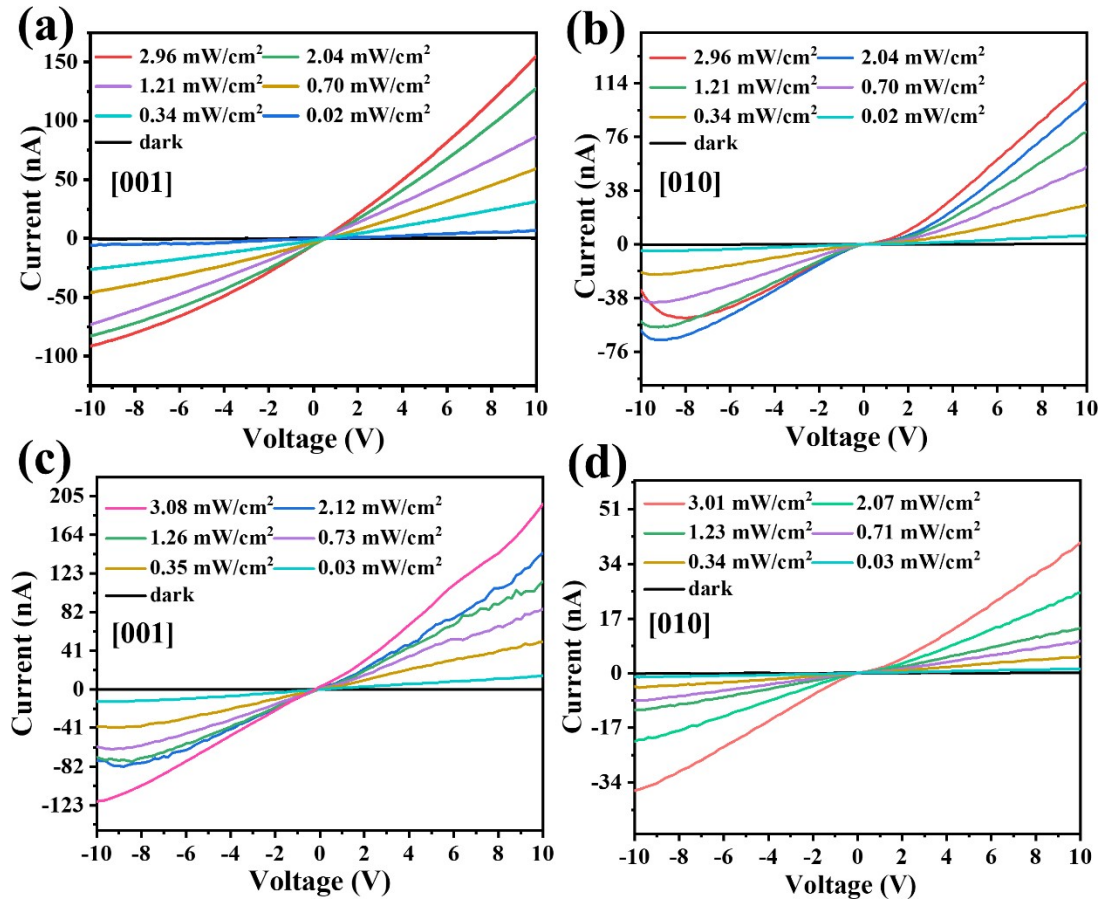 (a)
2.96 mW/cm² 2.04 mW/cm²
1.21 mW/cm² 0.70 mW/cm²
0.34 mW/cm² 0.02 mW/cm²
dark
[001]
150
100
50
0
-50
-100
Current (nA)
-10 -8 -6 -4 -2 0 2 4 6 8 10
Voltage (V)
(b)
2.96 mW/cm² 2.04 mW/cm²
1.21 mW/cm² 0.70 mW/cm²
0.34 mW/cm² 0.02 mW/cm²
dark
[010]
114
76
38
0
-38
-76
Current (nA)
-10 -8 -6 -4 -2 0 2 4 6 8 10
Voltage (V)
(c)
3.08 mW/cm² 2.12 mW/cm²
1.26 mW/cm² 0.73 mW/cm²
0.35 mW/cm² 0.03 mW/cm²
dark
[001]
205
164
123
82
41
0
-41
-82
-123
Current (nA)
-10 -8 -6 -4 -2 0 2 4 6 8 10
Voltage (V)
(d)
3.01 mW/cm² 2.07 mW/cm²
1.23 mW/cm² 0.71 mW/cm²
0.34 mW/cm² 0.03 mW/cm²
dark
[010]
51
34
17
0
-17
-34
Current (nA)
-10 -8 -6 -4 -2 0 2 4 6 8 10
Voltage (V)